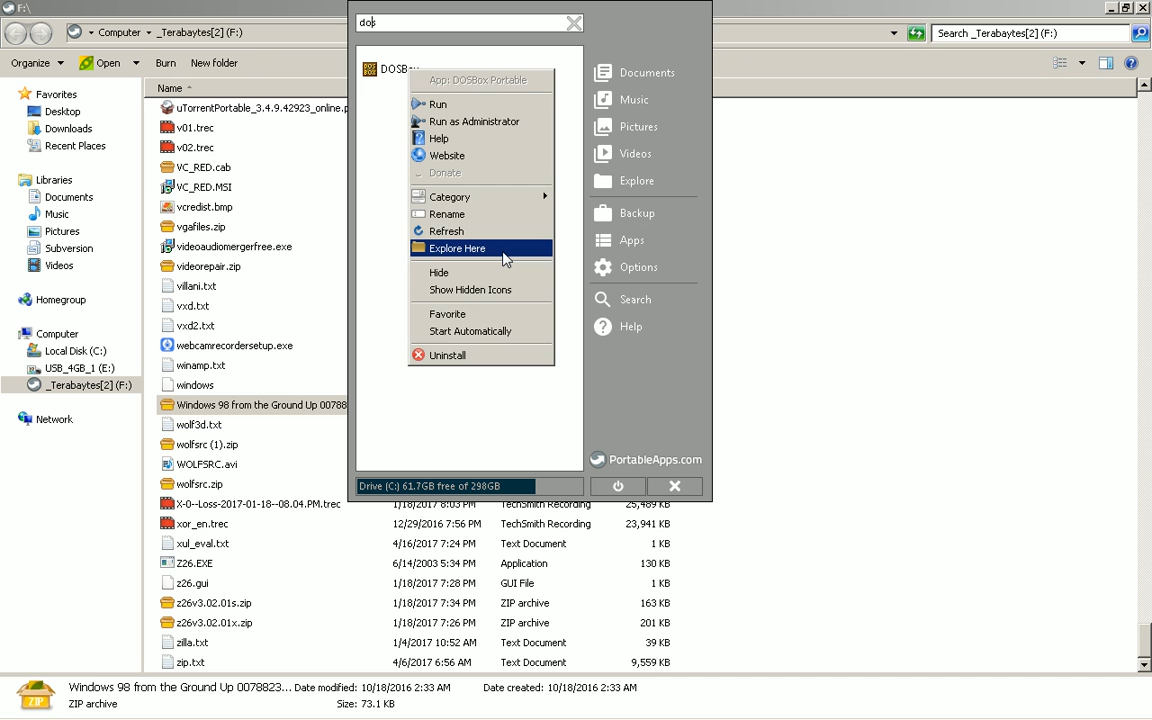 F:\
Computer
_Terabaytes[2] (F:)
Search _Terabaytes[2] (F:)
Organize
Open
Burn
New folder
Favorites
Desktop
Downloads
Recent Places
Libraries
Documents
Music
Pictures
Subversion
Videos
Homegroup
Computer
Local Disk (C:)
USB_4GB_1 (E:)
_Terabaytes[2] (F:)
Network
Name
uTorrentPortable_3.4.9.42923_online.p
v01.trec
v02.trec
VC_RED.cab
VC_RED.MSI
vcredist.bmp
vgafiles.zip
videoaudiomergerfree.exe
videorepair.zip
villani.txt
vxd.txt
vxd2.txt
webcamrecordersetup.exe
winamp.txt
windows
Windows 98 from the Ground Up 00788
wolf3d.txt
wolfsrc (1).zip
WOLFSRC.avi
wolfsrc.zip
X-0--Loss-2017-01-18--08.04.PM.trec 1/18/2017 8:03 PM TechSmith Recording 25,489 KB
xor_en.trec 12/29/2016 7:56 PM TechSmith Recording 23,941 KB
xul_eval.txt 4/16/2017 7:24 PM Text Document 1 KB
Z26.EXE 6/14/2003 5:34 PM Application 130 KB
z26.gui 1/18/2017 7:28 PM GUI File 1 KB
z26v3.02.01s.zip 1/18/2017 7:34 PM ZIP archive 163 KB
z26v3.02.01x.zip 1/18/2017 7:26 PM ZIP archive 201 KB
zilla.txt 1/4/2017 10:52 AM Text Document 39 KB
zip.txt 4/6/2017 6:56 AM Text Document 9,559 KB
dos
DOSB
App: DOSBox Portable
Run
Run as Administrator
Help
Website
Donate
Category
Rename
Refresh
Explore Here
Hide
Show Hidden Icons
Favorite
Start Automatically
Uninstall
Documents
Music
Pictures
Videos
Explore
Backup
Apps
Options
Search
Help
PortableApps.com
Drive (C:) 61.7GB free of 298GB
Windows 98 from the Ground Up 0078823... Date modified: 10/18/2016 2:33 AM Date created: 10/18/2016 2:33 AM
ZIP archive Size: 73.1 KB
ZIP